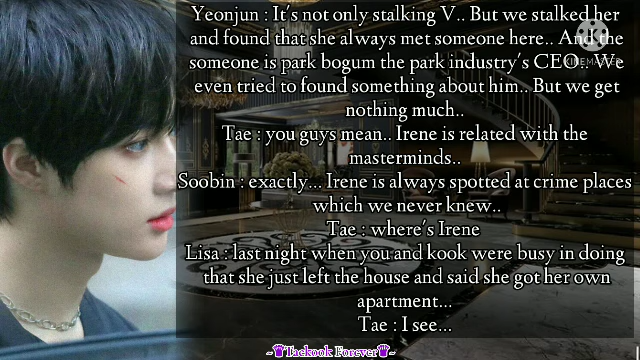 Yeonjun : It's not only stalking V.. But we stalked her
and found that she always met someone here.. And the
someone is park bogum the park industry's CEO.. We
even tried to found something about him.. But we get
nothing much..
Tae : you guys mean.. Irene is related with the
masterminds..
Soobin : exactly... Irene is always spotted at crime places
which we never knew..
Tae : where's Irene
Lisa : last night when you and kook were busy in doing
that she just left the house and said she got her own
apartment...
Tae : I see...
~♛Taekook Forever♛~